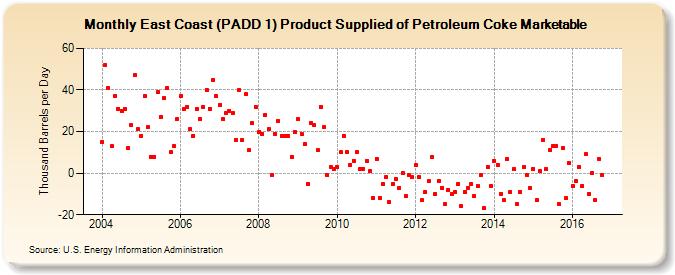 Monthly East Coast (PADD 1) Product Supplied of Petroleum Coke Marketable
Thousand Barrels per Day
60
40
20
0
-20
2004 2006 2008 2010 2012 2014 2016
Source: U.S. Energy Information Administration